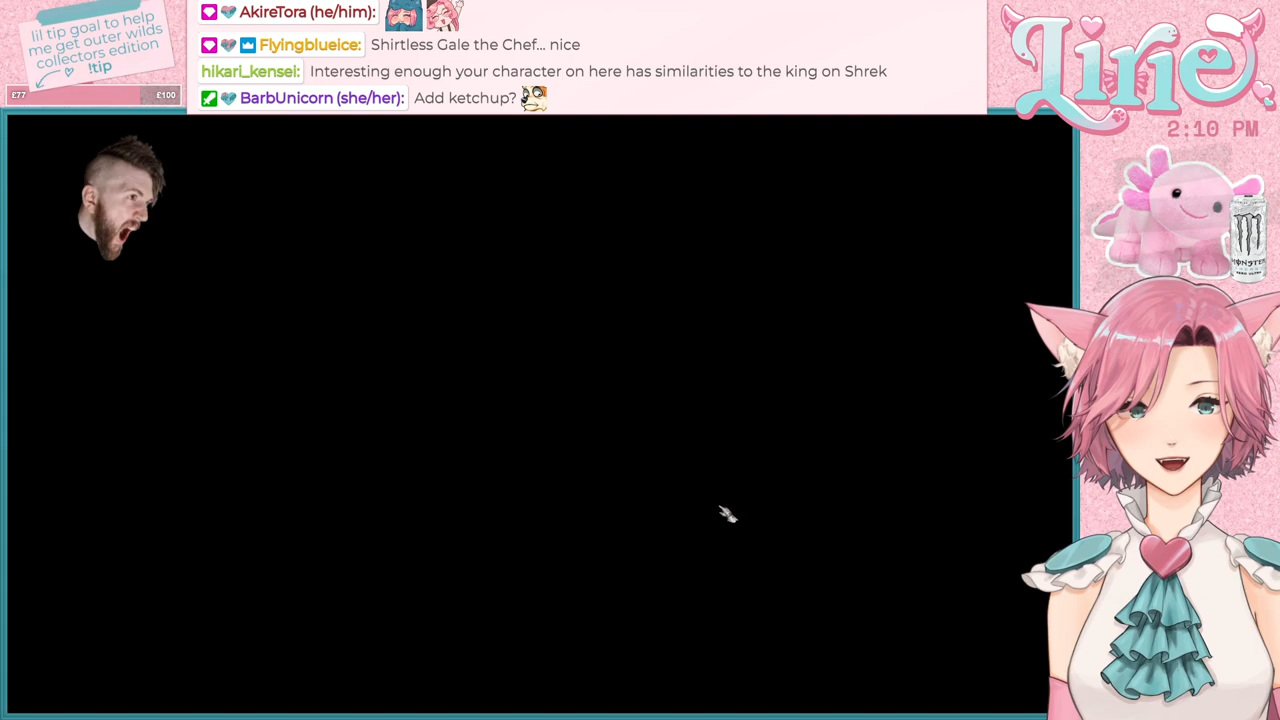 lil tip goal to help
me get outer wilds
collectors edition
!tip
£77 £100
AkireTora (he/him):
Flyingblueice: Shirtless Gale the Chef... nice
hikari_kensei: Interesting enough your character on here has similarities to the king on Shrek
BarbUnicorn (she/her): Add ketchup?
Lirie
2:10 PM
MONSTER